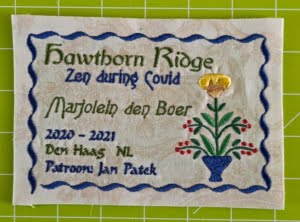 Hawthorn Ridge
Zen during Covid
Marjolein den Boer
2020 - 2021
Den Haag NL
Patroon: Jan Patek